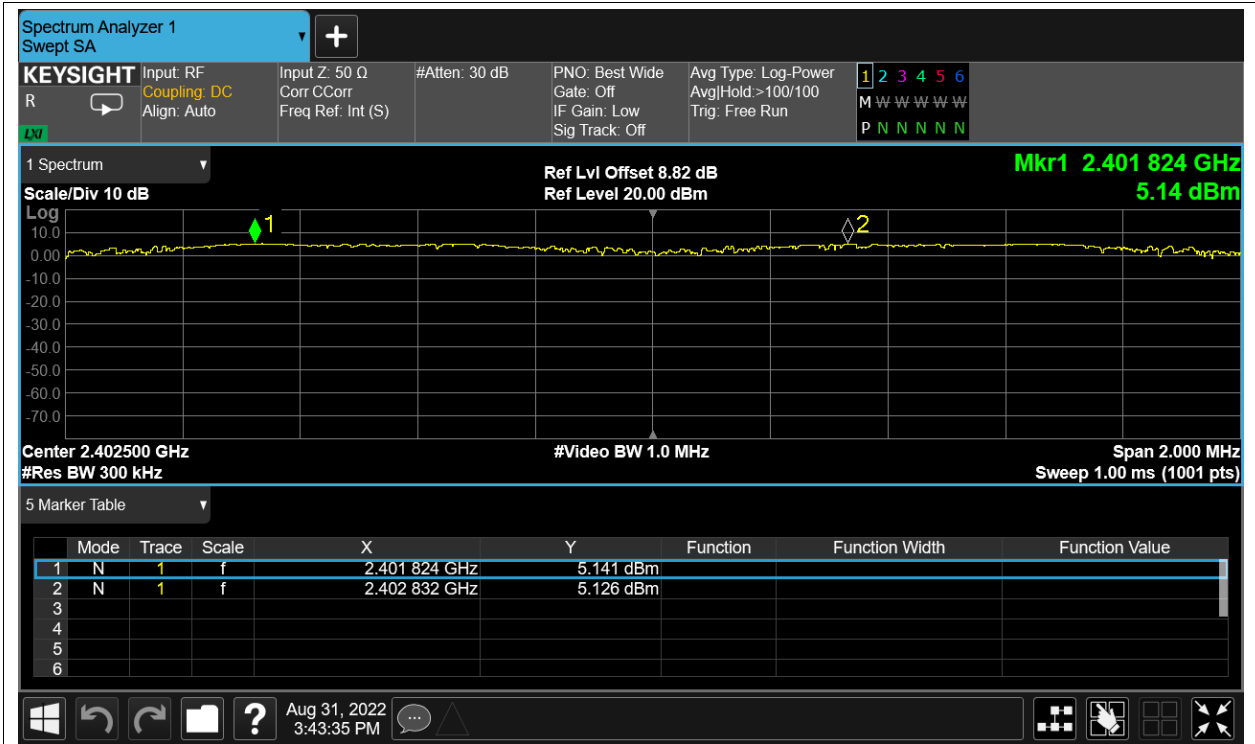 Spectrum Analyzer 1
Swept SA
KEYSIGHT
R
LXI
Input: RF
Coupling: DC
Align: Auto
Input Z: 50 Ω
Corr CCorr
Freq Ref: Int (S)
#Atten: 30 dB
PNO: Best Wide
Gate: Off
IF Gain: Low
Sig Track: Off
Avg Type: Log-Power
Avg|Hold:>100/100
Trig: Free Run
1 2 3 4 5 6
M W W W W W
P N N N N N
1 Spectrum
Scale/Div 10 dB
Ref Lvl Offset 8.82 dB
Ref Level 20.00 dBm
Mkr1 2.401 824 GHz
5.14 dBm
Log
10.0
0.00
-10.0
-20.0
-30.0
-40.0
-50.0
-60.0
-70.0
1
2
Center 2.402500 GHz
#Res BW 300 kHz
#Video BW 1.0 MHz
Span 2.000 MHz
Sweep 1.00 ms (1001 pts)
5 Marker Table
Mode Trace Scale X Y Function Function Width Function Value
1 N 1 f 2.401 824 GHz 5.141 dBm
2 N 1 f 2.402 832 GHz 5.126 dBm
3
4
5
6
?
Aug 31, 2022
3:43:35 PM